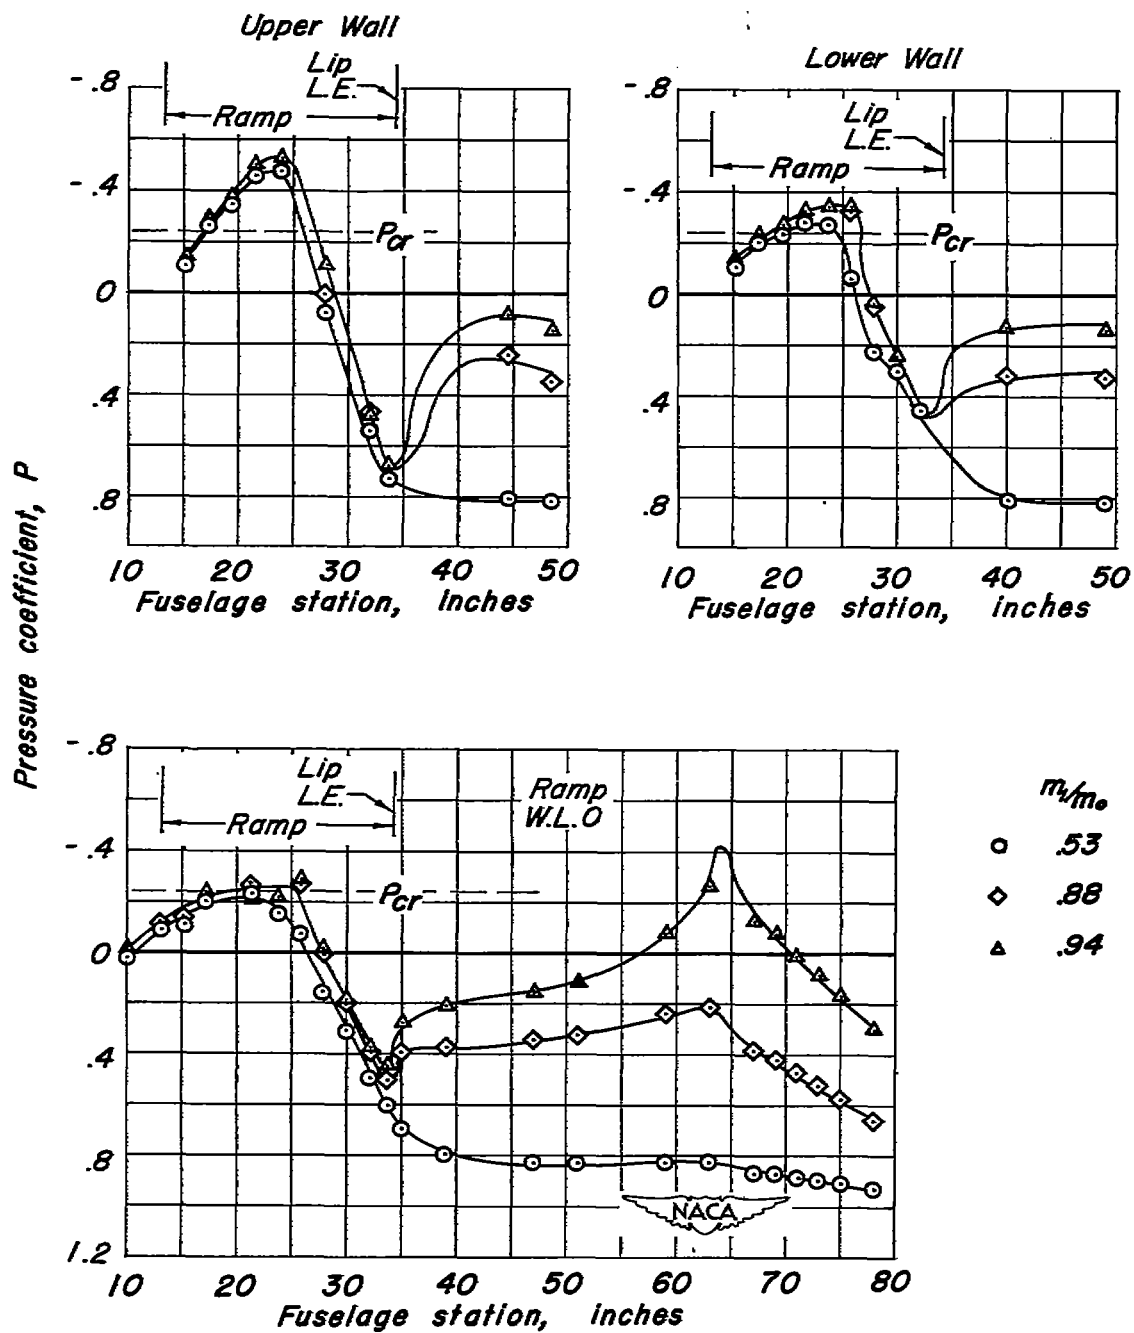 Upper Wall
Lip
L.E.
Ramp
Pcr
-.8
-.4
0
.4
.8
10 20 30 40 50
Fuselage station, inches
Lower Wall
Lip
L.E.
Ramp
Pcr
-.8
-.4
0
.4
.8
10 20 30 40 50
Fuselage station, inches
Pressure coefficient, P
Lip
L.E.
Ramp
Ramp
W.L.O
Pcr
-.8
-.4
0
.4
.8
1.2
NACA
10 20 30 40 50 60 70 80
Fuselage station, inches
m₁/m₀
.53
.88
.94